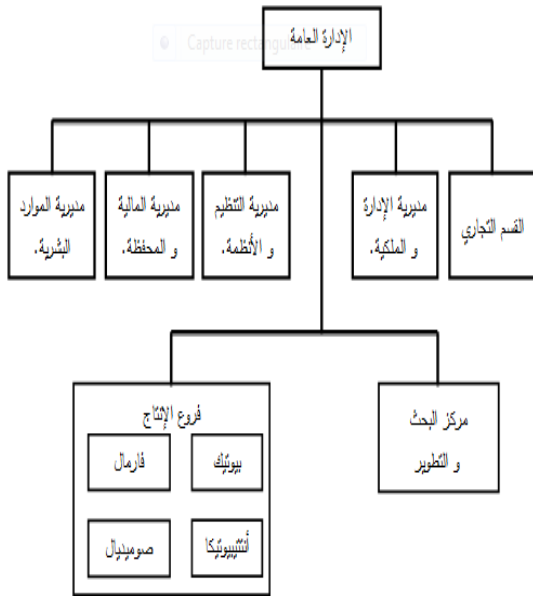 Capture rectangulaire
الإدارة العامة
القسم التجاري
مديرية الإدارة
و الملكية.
مديرية التنظيم
و الأنظمة.
مديرية المالية
و المحفظة.
مديرية الموارد
البشرية.
مركز البحث
و التطوير
فروع الإنتاج
بيوتيك
فارمال
أنتيبيوتيكا
صوميديال